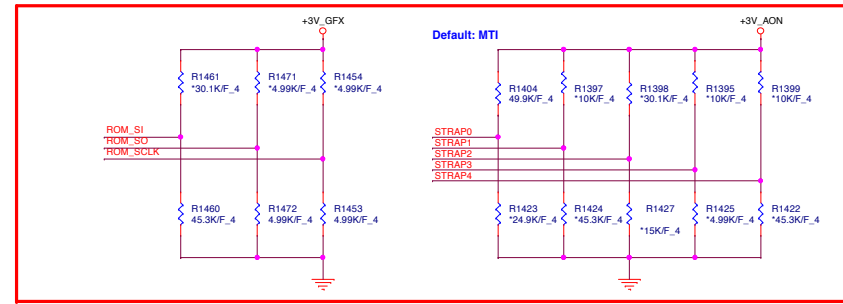 +3V_GFX
+3V_AON
Default: MTI
R1461
*30.1K/F_4
R1471
*4.99K/F_4
R1454
*4.99K/F_4
R1404
49.9K/F_4
R1397
*10K/F_4
R1398
*30.1K/F_4
R1395
*10K/F_4
R1399
*10K/F_4
ROM_SI
ROM_SO
ROM_SCLK
STRAP0
STRAP1
STRAP2
STRAP3
STRAP4
R1460
45.3K/F_4
R1472
4.99K/F_4
R1453
4.99K/F_4
R1423
*24.9K/F_4
R1424
*45.3K/F_4
R1427
*15K/F_4
R1425
*4.99K/F_4
R1422
*45.3K/F_4